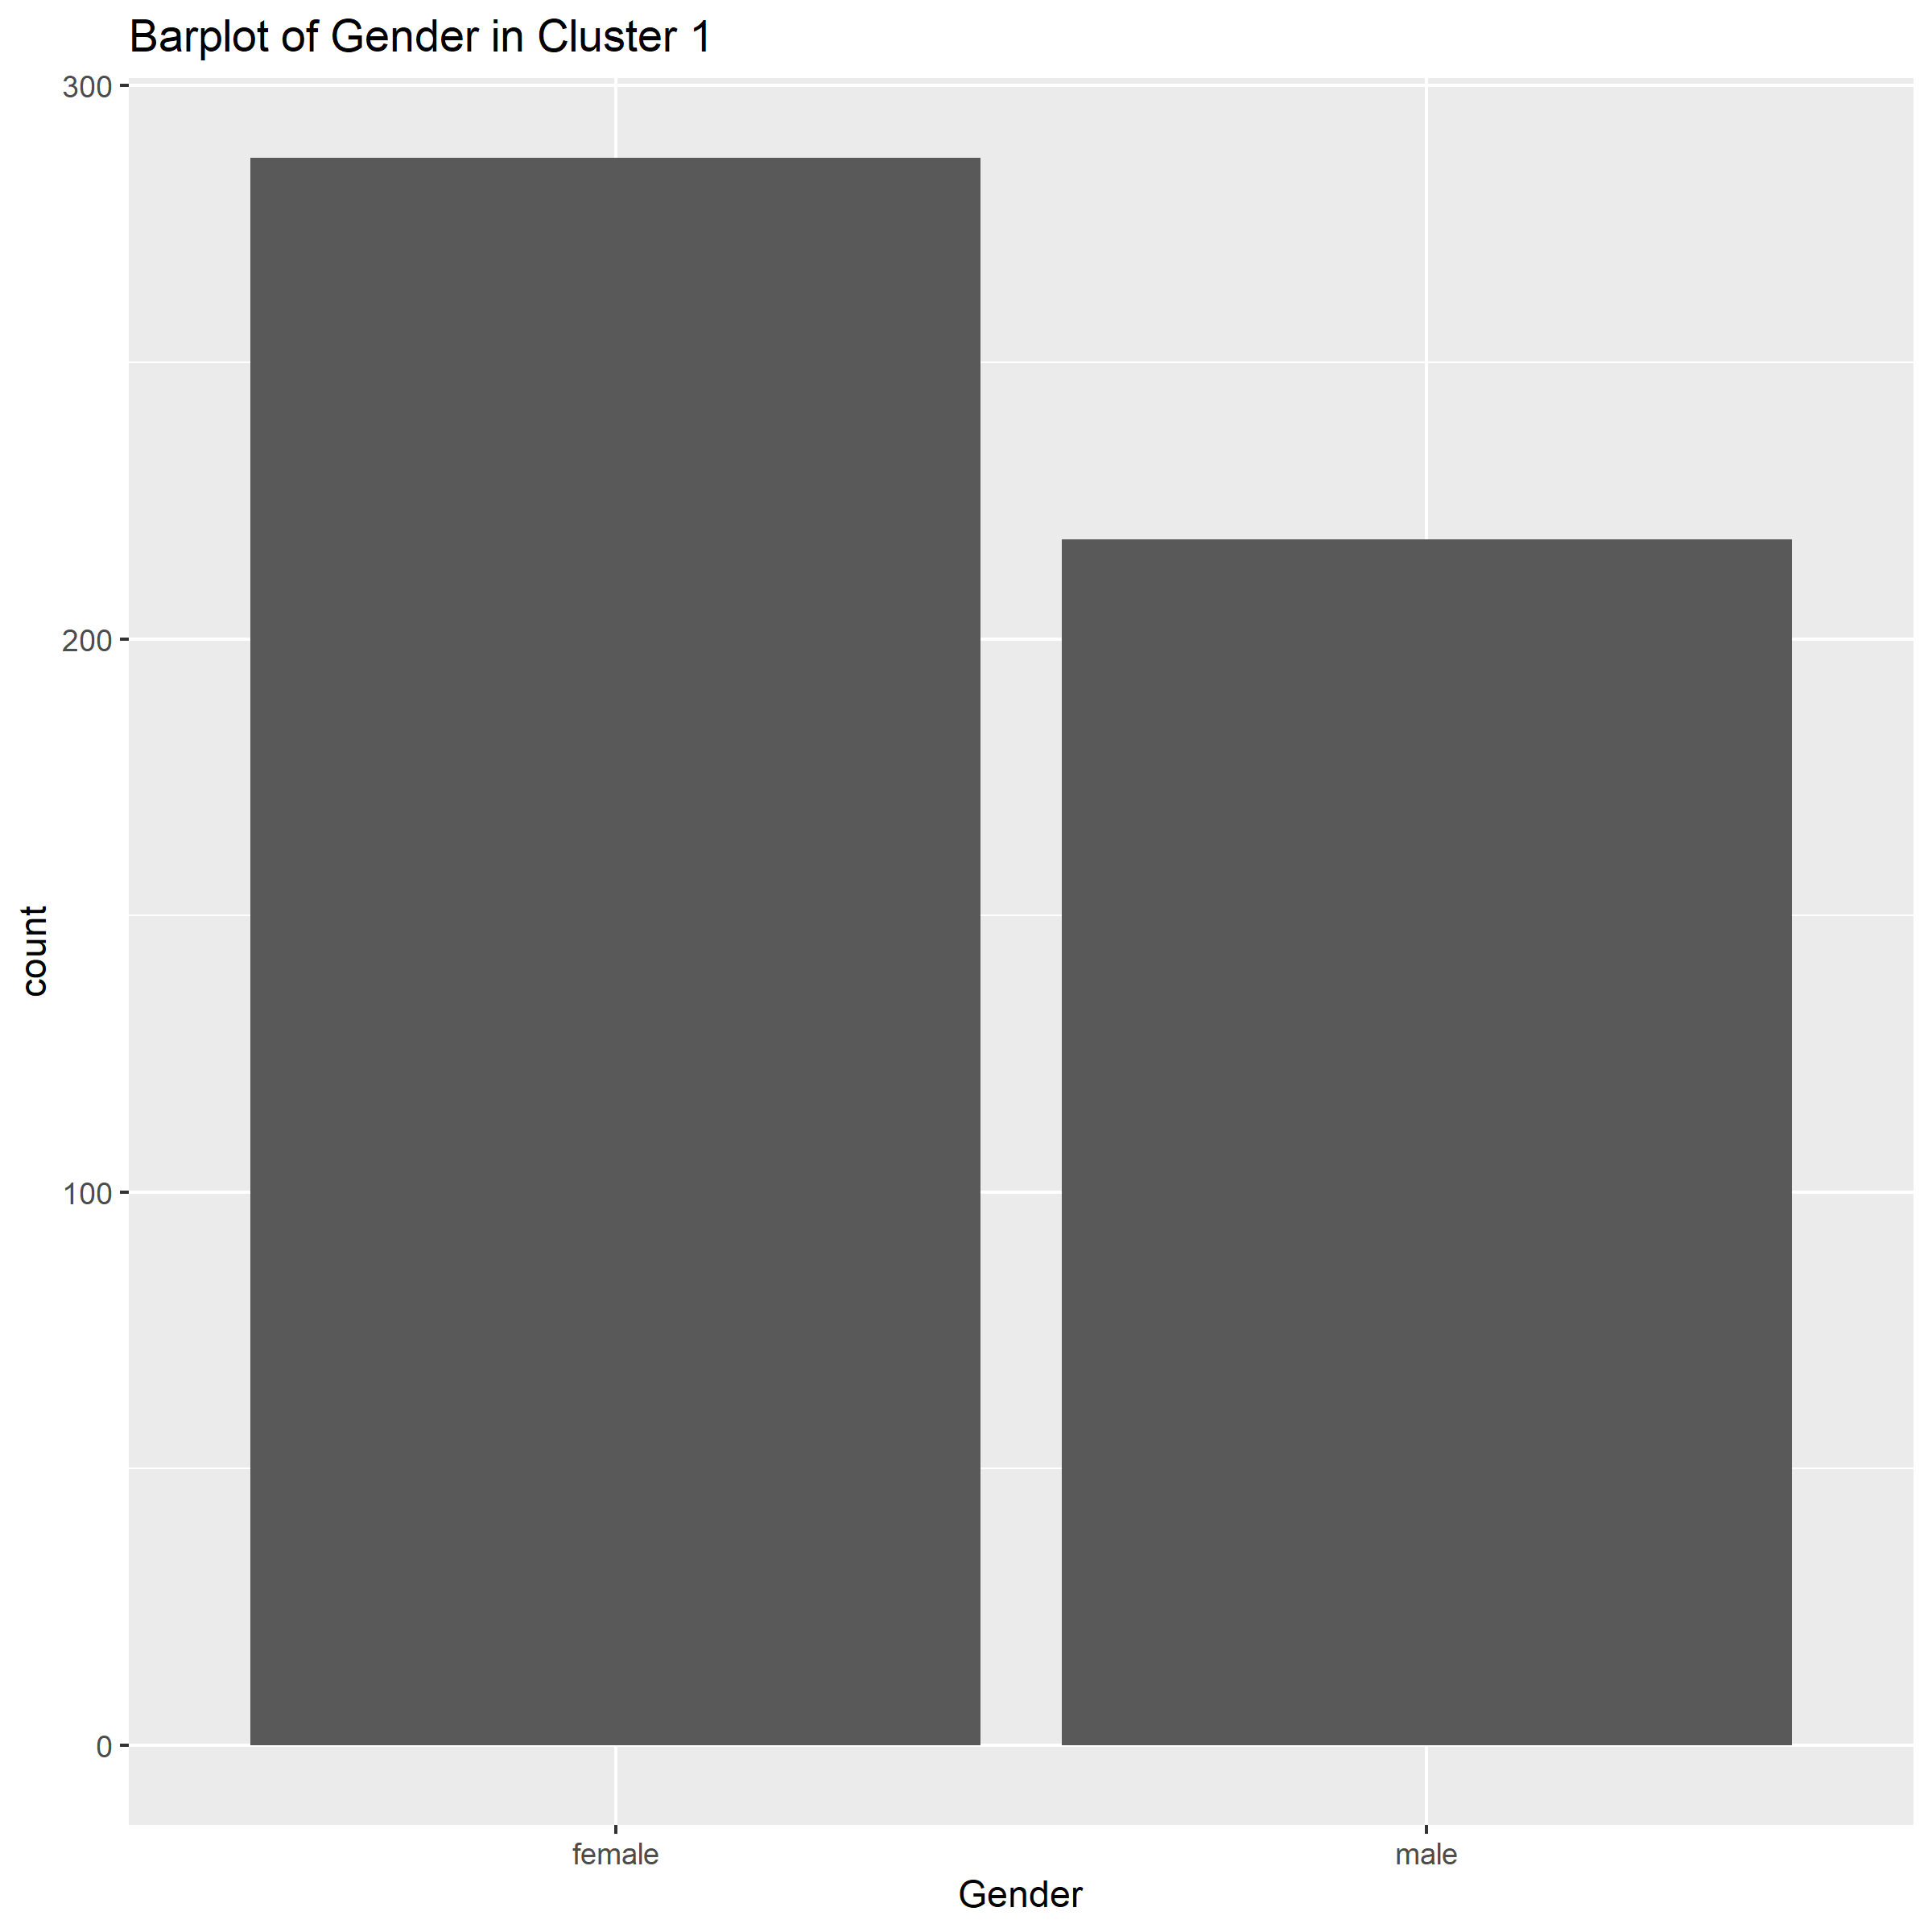 Barplot of Gender in Cluster 1
300
200
100
0
count
female male
Gender